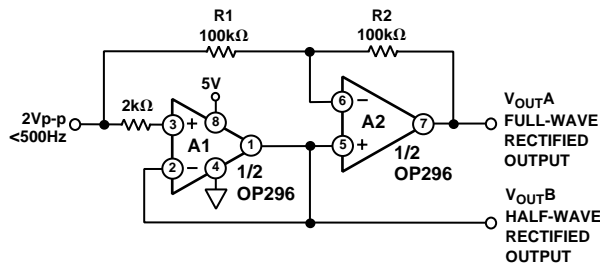 R1
100kΩ
R2
100kΩ
2Vp-p
<500Hz
2kΩ
5V
3
+
8
A1
1
2
−
4
1/2
OP296
6
−
A2
7
5
+
1/2
OP296
VOUTA
FULL-WAVE
RECTIFIED
OUTPUT
VOUTB
HALF-WAVE
RECTIFIED
OUTPUT